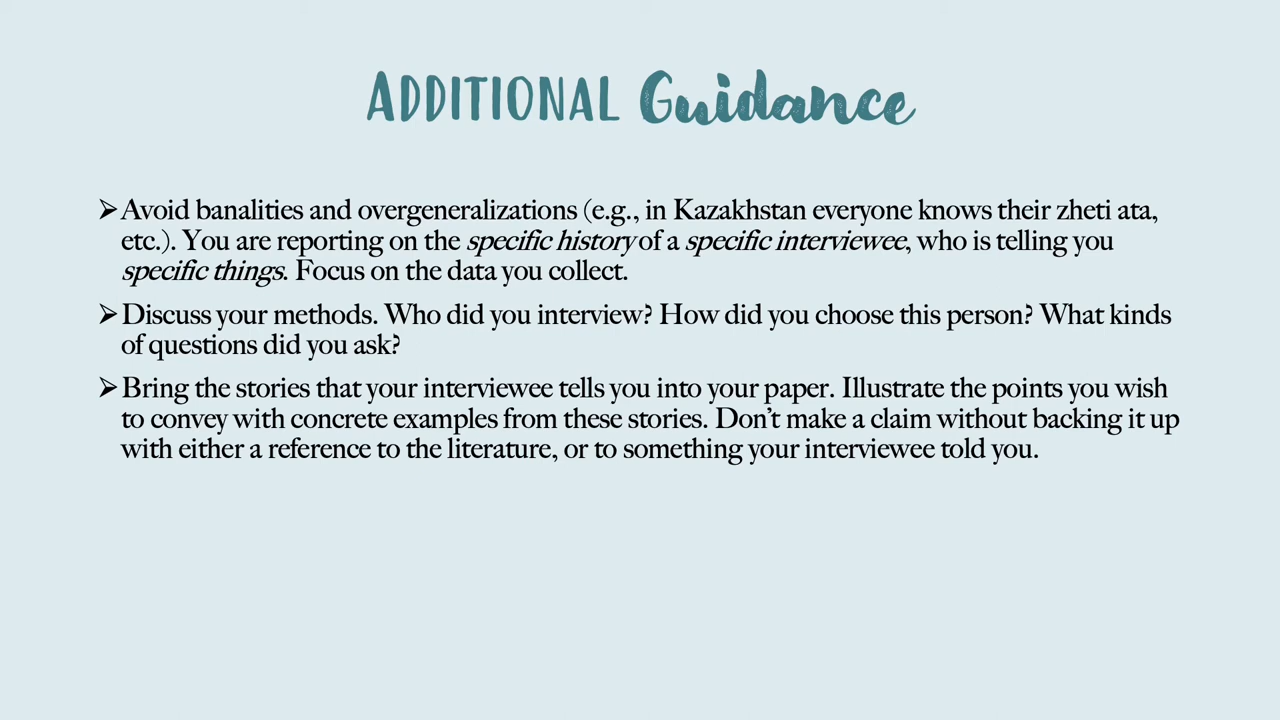 ADDITIONAL Guidance
➢Avoid banalities and overgeneralizations (e.g., in Kazakhstan everyone knows their zheti ata,
etc.). You are reporting on the specific history of a specific interviewee, who is telling you
specific things. Focus on the data you collect.
➢Discuss your methods. Who did you interview? How did you choose this person? What kinds
of questions did you ask?
➢Bring the stories that your interviewee tells you into your paper. Illustrate the points you wish
to convey with concrete examples from these stories. Don’t make a claim without backing it up
with either a reference to the literature, or to something your interviewee told you.